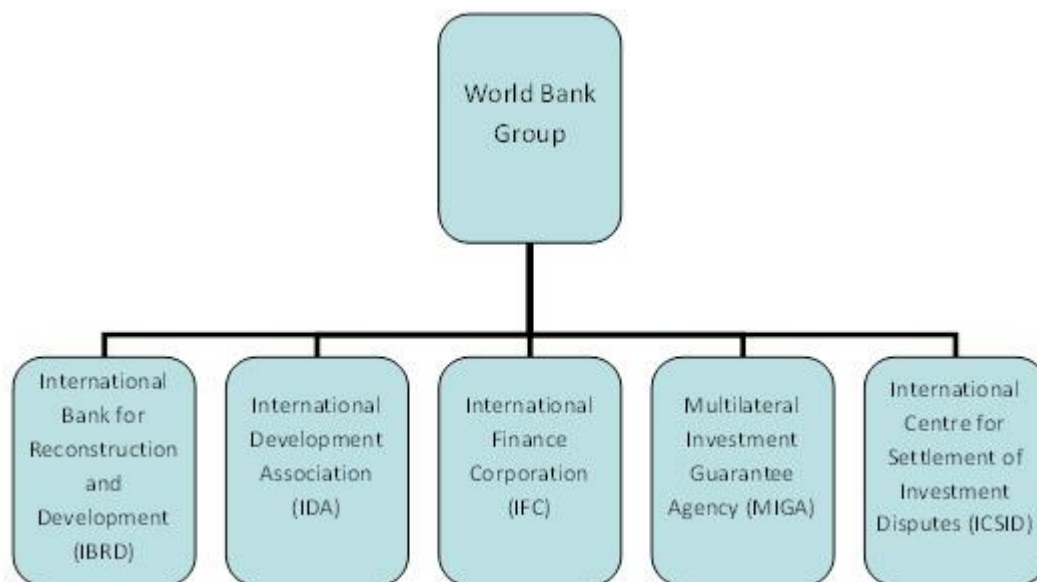 World Bank
Group
International
Bank for
Reconstruction
and
Development
(IBRD)
International
Development
Association
(IDA)
International
Finance
Corporation
(IFC)
Multilateral
Investment
Guarantee
Agency (MIGA)
International
Centre for
Settlement of
Investment
Disputes (ICSID)